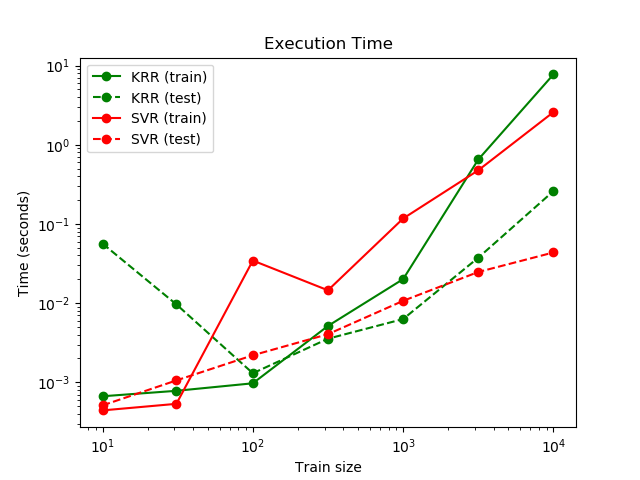 Execution Time
KRR (train)
KRR (test)
SVR (train)
SVR (test)
10¹
10⁰
10⁻¹
10⁻²
10⁻³
Time (seconds)
10¹
10²
10³
10⁴
Train size